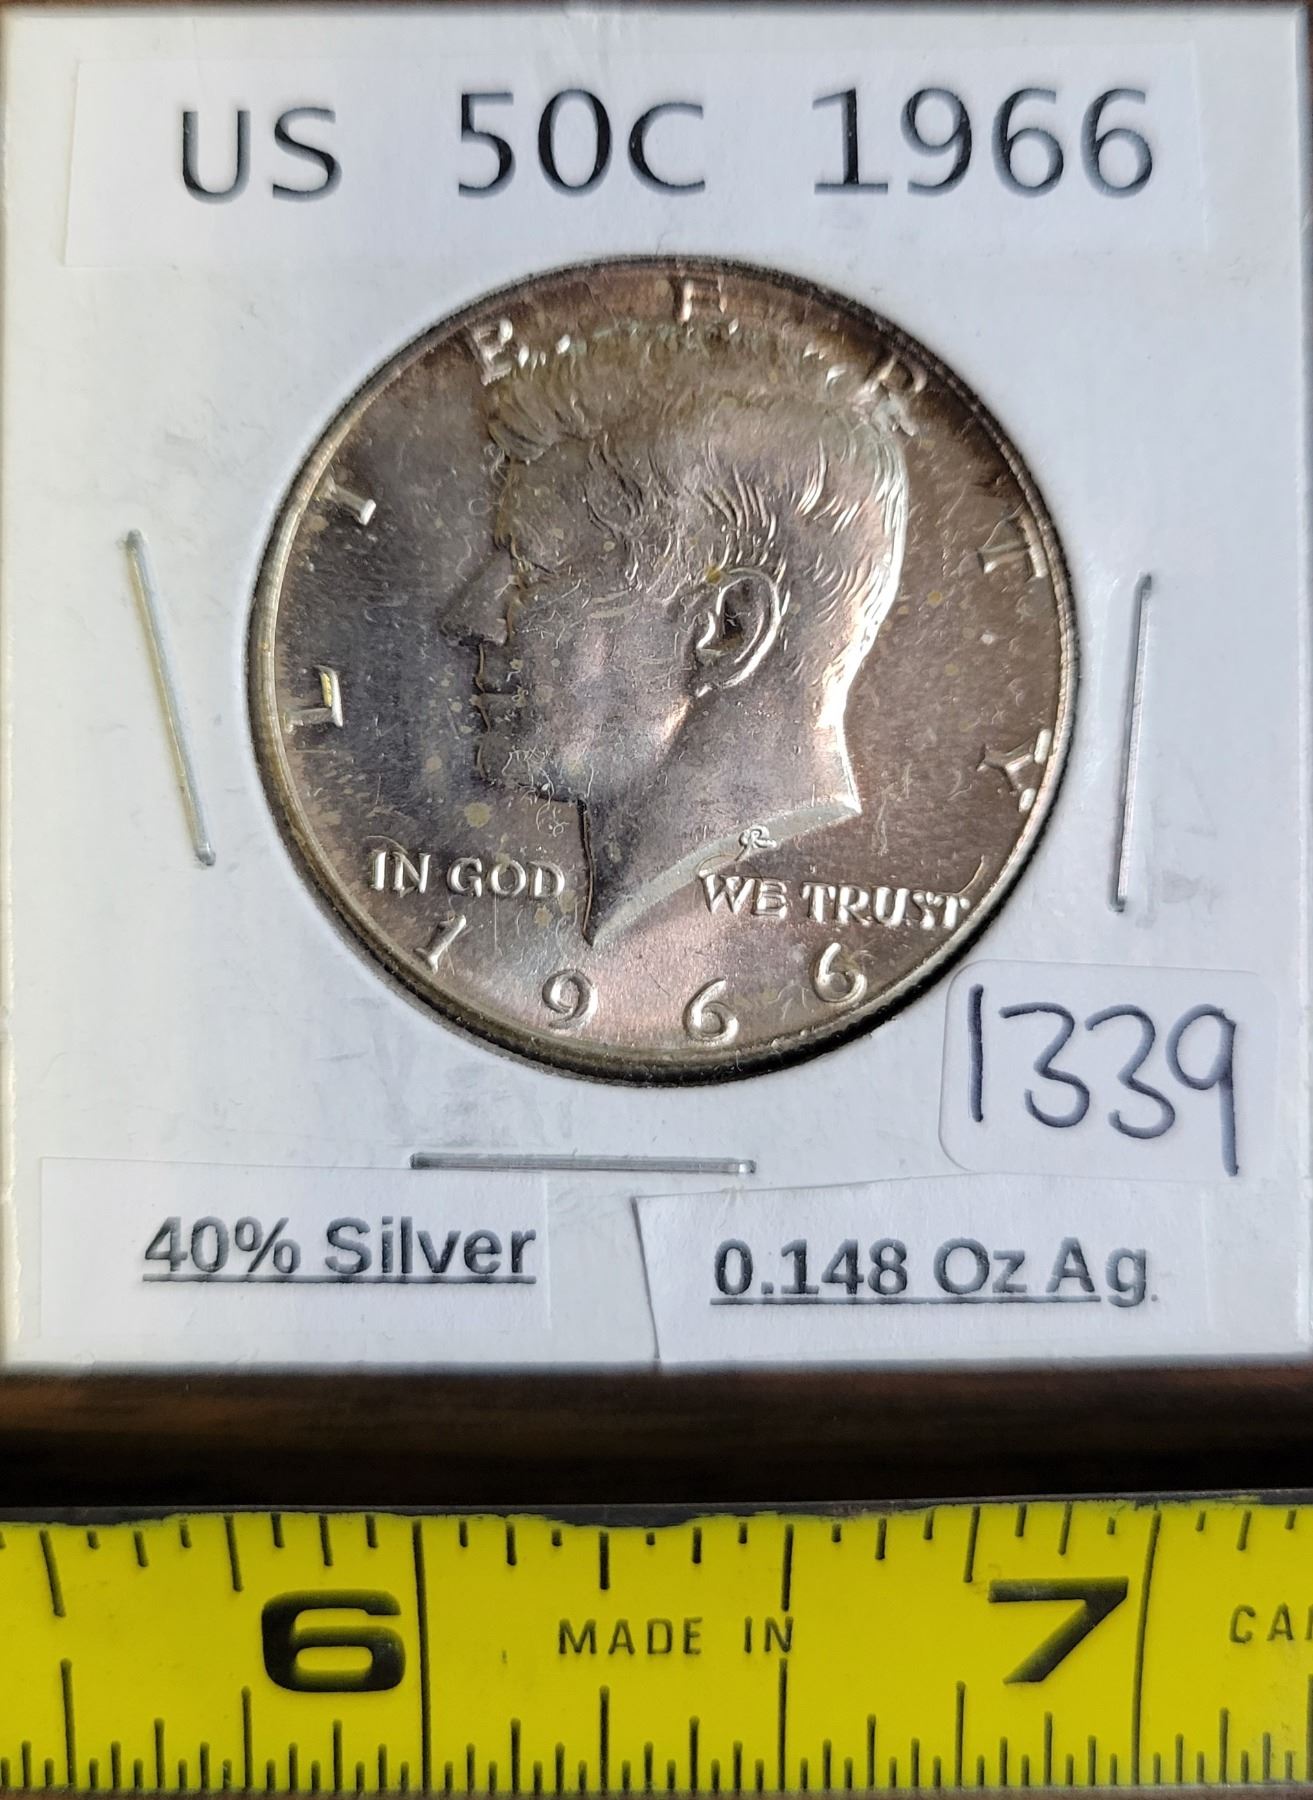 US 50C 1966
LIBERTY
IN GOD WE TRUST
1966
1339
40% Silver
0.148 Oz Ag.
6 MADE IN 7 CA